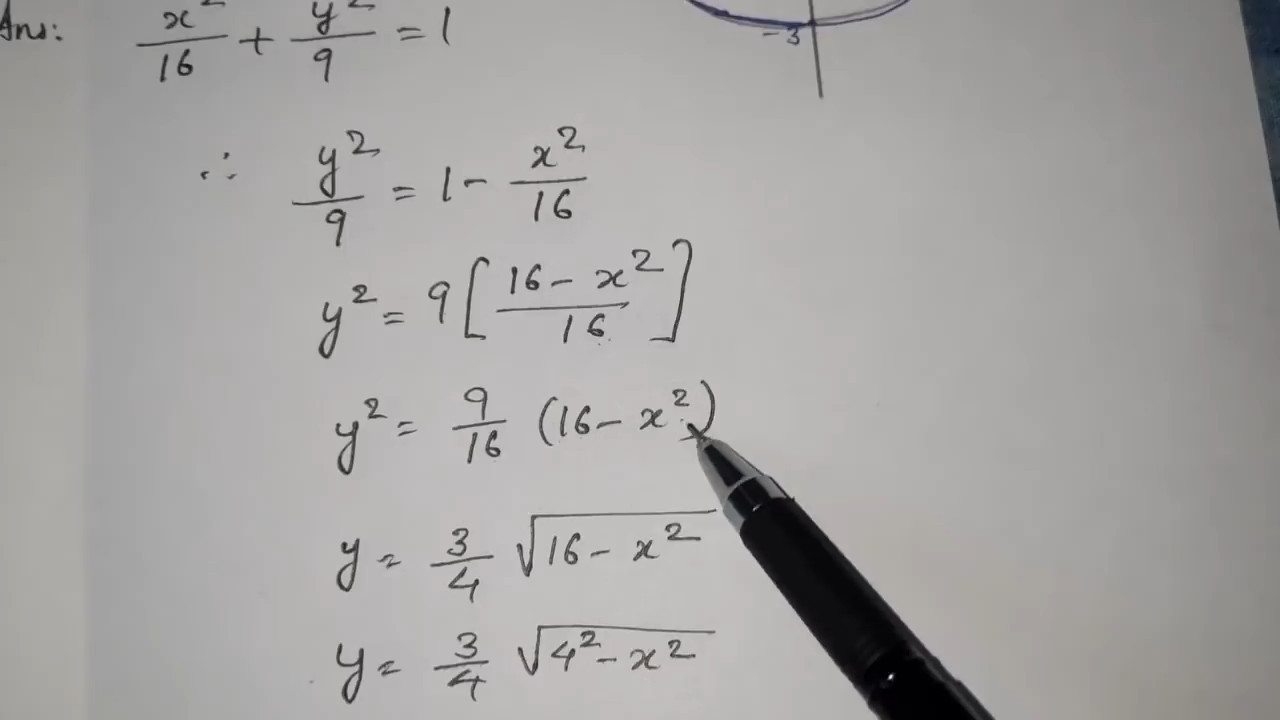 Ans: x²/16 + y²/9 = 1
-3
∴ y²/9 = 1 - x²/16
y² = 9[(16 - x²)/16]
y² = 9/16 (16 - x²)
y = 3/4 √(16 - x²)
y = 3/4 √(4² - x²)